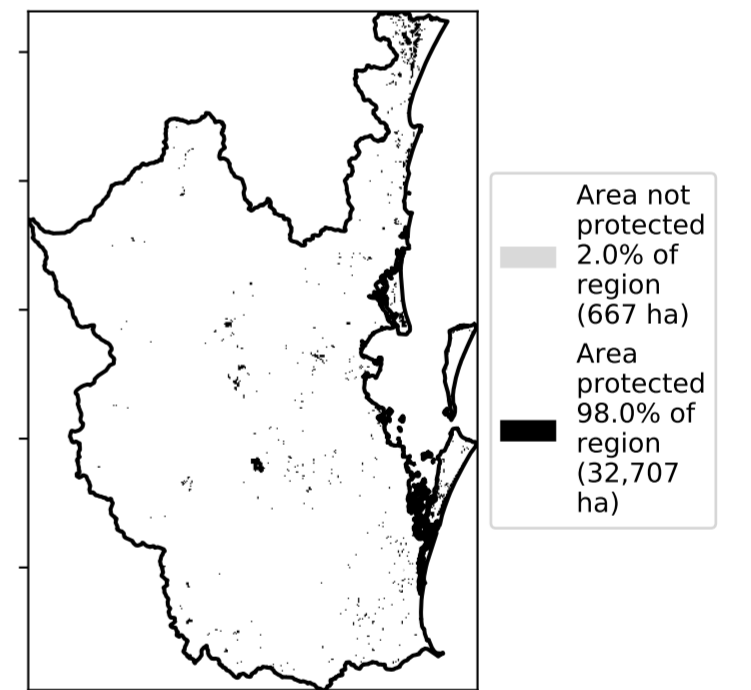 Area not
protected
2.0% of
region
(667 ha)
Area
protected
98.0% of
region
(32,707
ha)